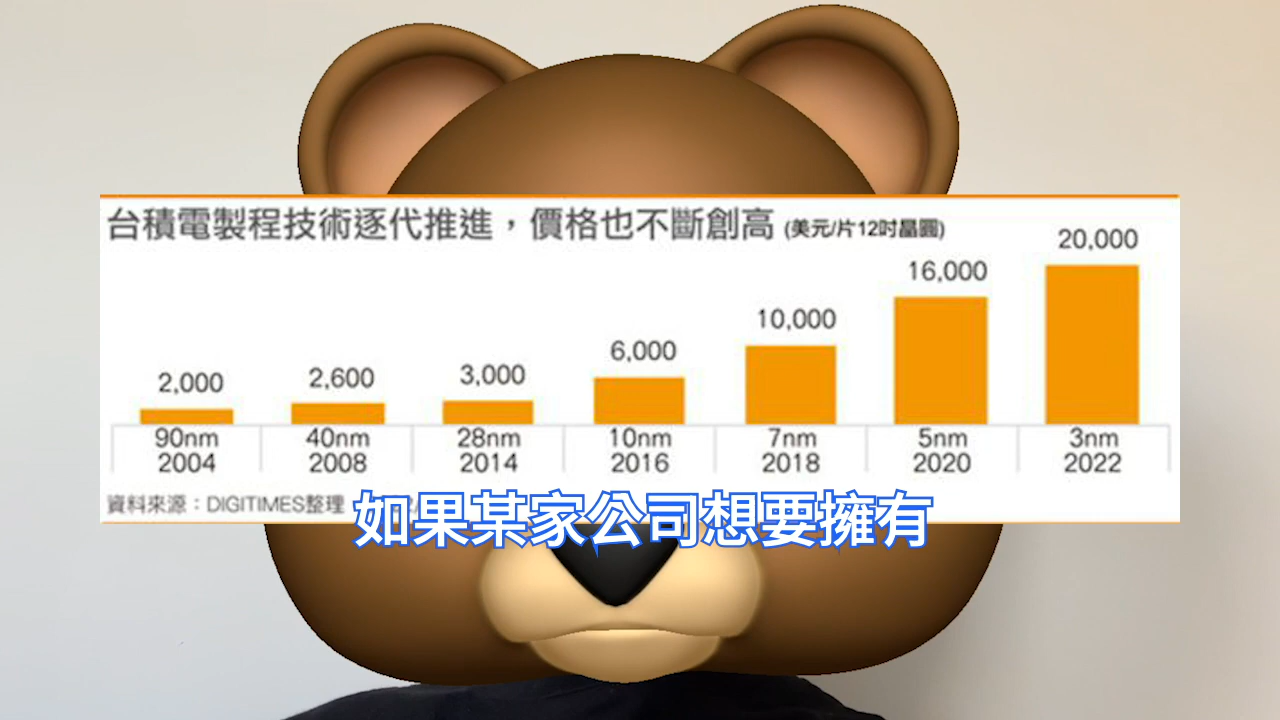 台積電製程技術逐代推進，價格也不斷創高 (美元/片12吋晶圓)
20,000
16,000
10,000
6,000
3,000
2,600
2,000
90nm 40nm 28nm 10nm 7nm 5nm 3nm
2004 2008 2014 2016 2018 2020 2022
資料來源：DIGITIMES整理
如果某家公司想要擁有